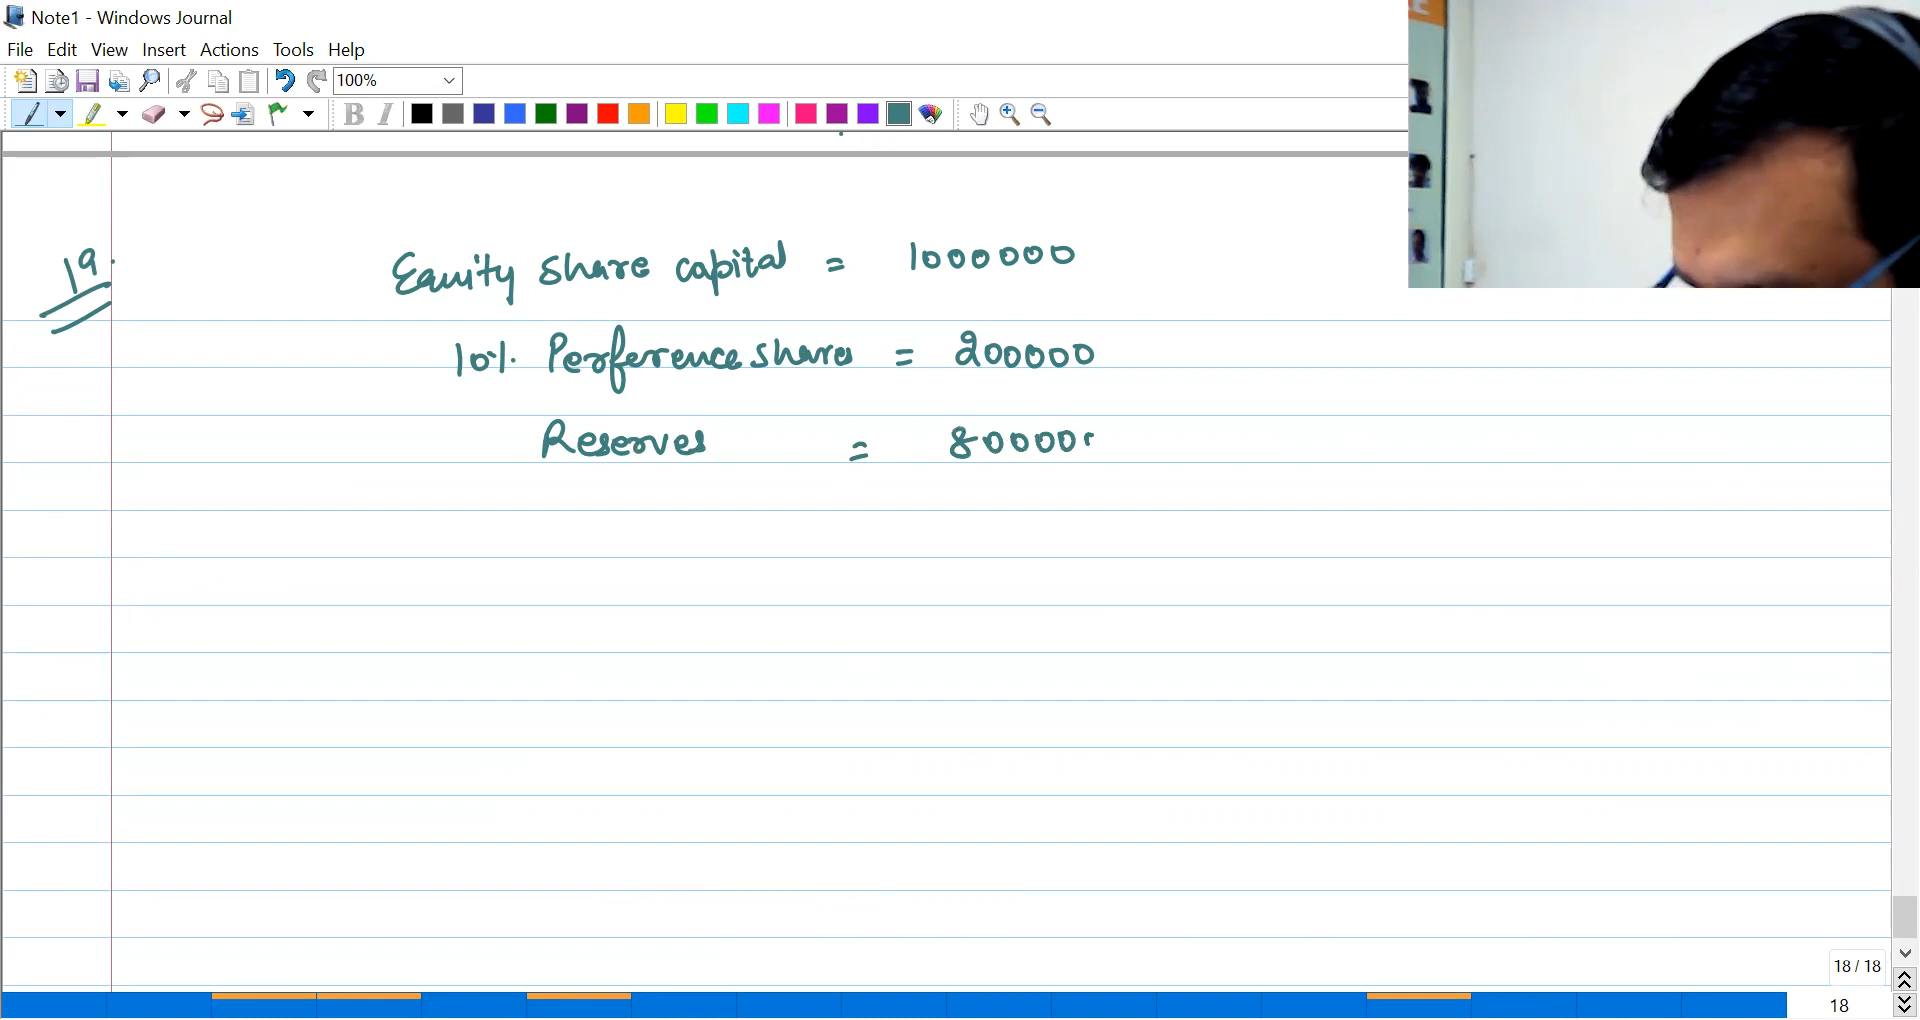 Note1 - Windows Journal
File Edit View Insert Actions Tools Help
100%
B I
19.
Equity share capital = 1000000
10%. Perference share = 200000
Reserves = 80000
18 / 18
18